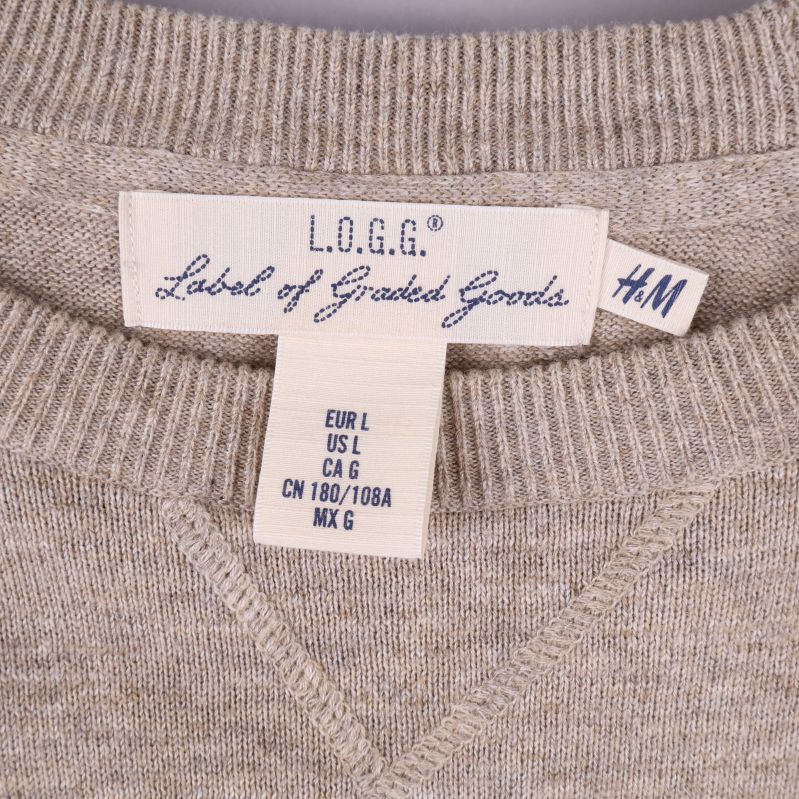 L.O.G.G.®
Label of Graded Goods
H&M
EUR L
US L
CA G
CN 180/108A
MX G